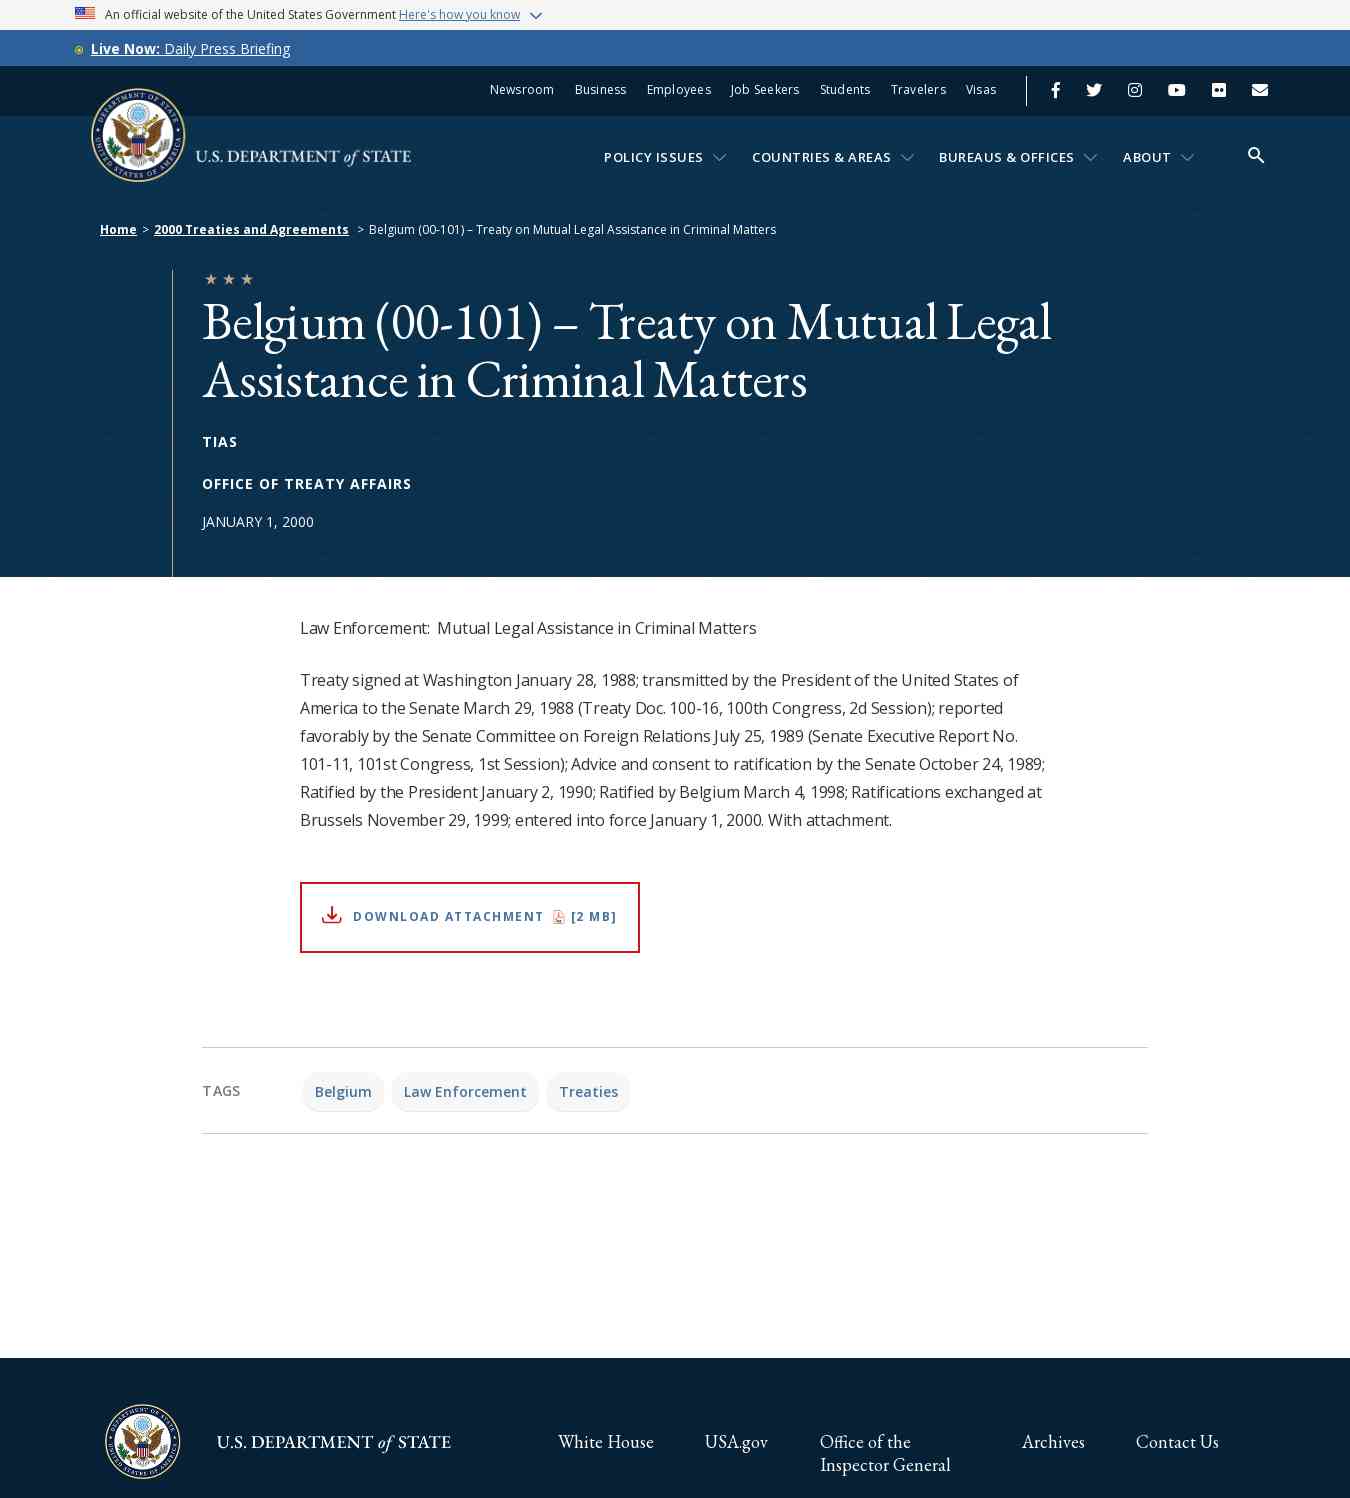 An official website of the United States Government Here's how you know
Live Now: Daily Press Briefing
Newsroom Business Employees Job Seekers Students Travelers Visas
U.S. DEPARTMENT of STATE
POLICY ISSUES COUNTRIES & AREAS BUREAUS & OFFICES ABOUT
Home > 2000 Treaties and Agreements > Belgium (00-101) – Treaty on Mutual Legal Assistance in Criminal Matters
Belgium (00-101) – Treaty on Mutual Legal
Assistance in Criminal Matters
TIAS
OFFICE OF TREATY AFFAIRS
JANUARY 1, 2000
Law Enforcement:  Mutual Legal Assistance in Criminal Matters
Treaty signed at Washington January 28, 1988; transmitted by the President of the United States of
America to the Senate March 29, 1988 (Treaty Doc. 100-16, 100th Congress, 2d Session); reported
favorably by the Senate Committee on Foreign Relations July 25, 1989 (Senate Executive Report No.
101-11, 101st Congress, 1st Session); Advice and consent to ratification by the Senate October 24, 1989;
Ratified by the President January 2, 1990; Ratified by Belgium March 4, 1998; Ratifications exchanged at
Brussels November 29, 1999; entered into force January 1, 2000. With attachment.
DOWNLOAD ATTACHMENT [2 MB]
TAGS Belgium Law Enforcement Treaties
DEPARTMENT OF STATE
UNITED STATES OF AMERICA
U.S. DEPARTMENT of STATE
White House USA.gov Office of the Archives Contact Us
Inspector General